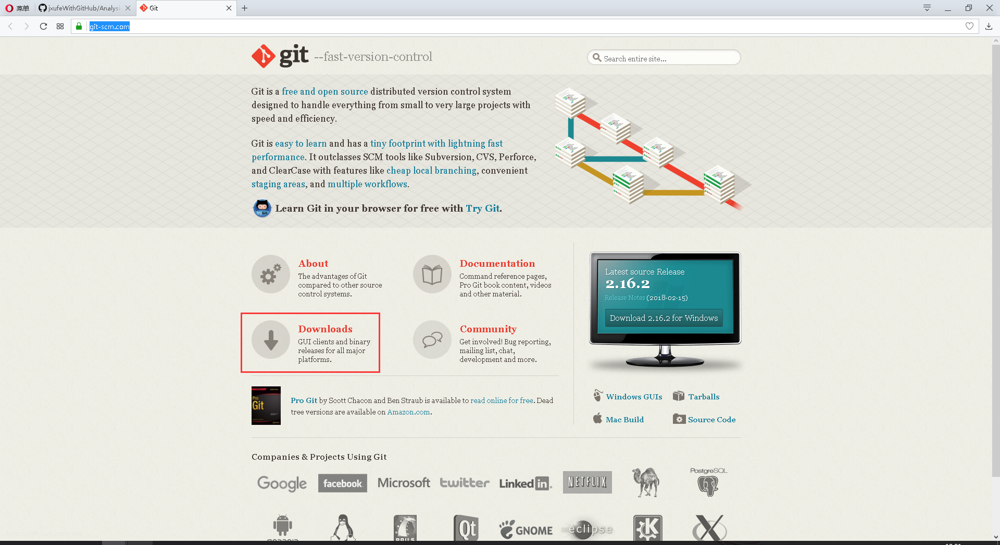 菜单
jxufeWithGitHub/Analysi
Git
git-scm.com
git --fast-version-control
Search entire site...
Git is a free and open source distributed version control system
designed to handle everything from small to very large projects with
speed and efficiency.
Git is easy to learn and has a tiny footprint with lightning fast
performance. It outclasses SCM tools like Subversion, CVS, Perforce,
and ClearCase with features like cheap local branching, convenient
staging areas, and multiple workflows.
Learn Git in your browser for free with Try Git.
About
The advantages of Git
compared to other source
control systems.
Documentation
Command reference pages,
Pro Git book content, videos
and other material.
Downloads
GUI clients and binary
releases for all major
platforms.
Community
Get involved! Bug reporting,
mailing list, chat,
development and more.
Latest source Release
2.16.2
Release Notes (2018-02-15)
Download 2.16.2 for Windows
Pro
Git
Pro Git by Scott Chacon and Ben Straub is available to read online for free. Dead
tree versions are available on Amazon.com.
Windows GUIs
Tarballs
Mac Build
Source Code
Companies & Projects Using Git
Google
facebook
Microsoft
twitter
Linked in
NETFLIX
PostgreSQL
Qt
GNOME
eclipse